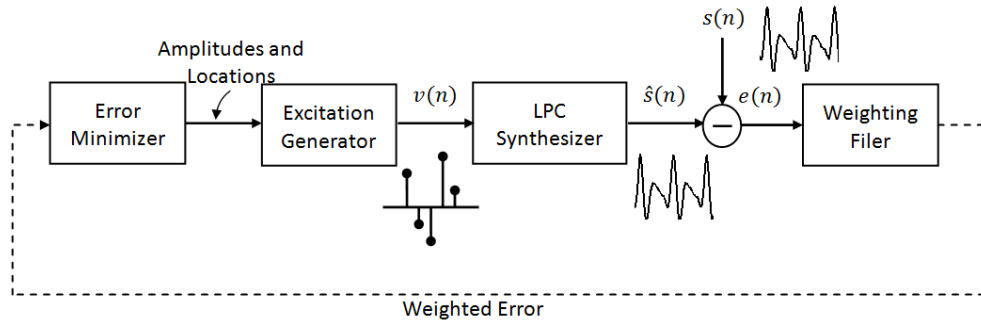 s(n)
Amplitudes and
Locations
v(n)
ŝ(n)
e(n)
Error
Minimizer
Excitation
Generator
LPC
Synthesizer
−
Weighting
Filer
Weighted Error